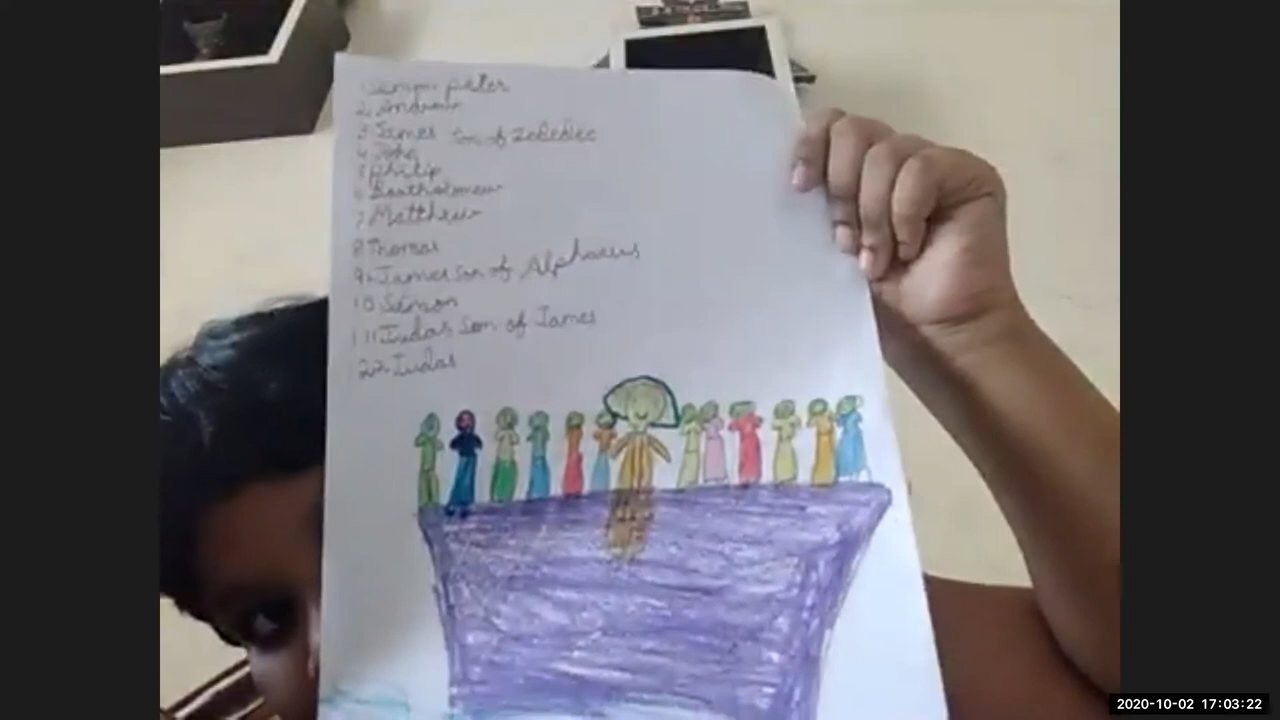 1. Simon peter
2. Andrew
3. James Son of Zebedee
4. John
5 philip
6 Bartholomew
7 Matthew
8 Thomas
9. James Son of Alphaeus
10 Simon
11 Judas Son of James
12. Judas
2020-10-02 17:03:22